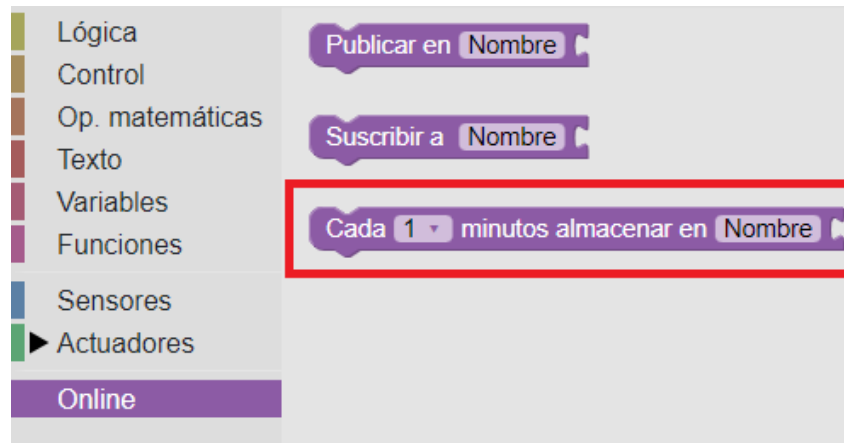 Lógica
Control
Op. matemáticas
Texto
Variables
Funciones
Sensores
Actuadores
Online
Publicar en Nombre
Suscribir a Nombre
Cada 1 minutos almacenar en Nombre